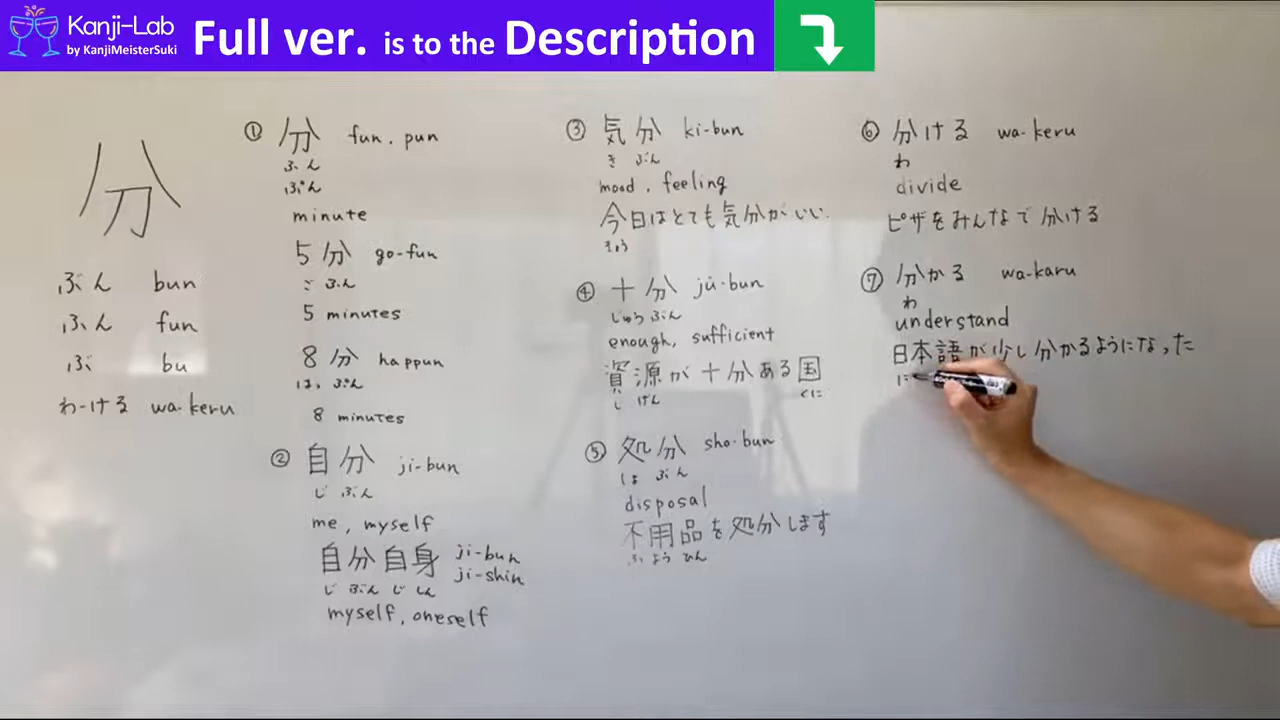 Kanji-Lab
by KanjiMeisterSuki
Full ver. is to the Description
分
ぶん bun
ふん fun
ぶ bu
わ-ける wa-keru
① 分 fun. pun
ふん
ぷん
minute
5分 go-fun
ご ふん
5 minutes
8分 happun
はっ ぷん
8 minutes
② 自分 ji-bun
じ ぶん
me, myself
自分自身 ji-bun
ji-shin
じ ぶん じ しん
myself, oneself
③ 気分 ki-bun
き ぶん
mood, feeling
今日はとても気分がいい.
きょう
④ 十分 jū-bun
じゅうぶん
enough, sufficient
資源が十分ある国
し げん くに
⑤ 処分 sho-bun
しょ ぶん
disposal
不用品を処分します
ふ よう ひん
⑥ 分ける wa-keru
わ
divide
ピザをみんなで分ける
⑦ 分かる wa-karu
わ
understand
日本語が少し分かるようになった
に